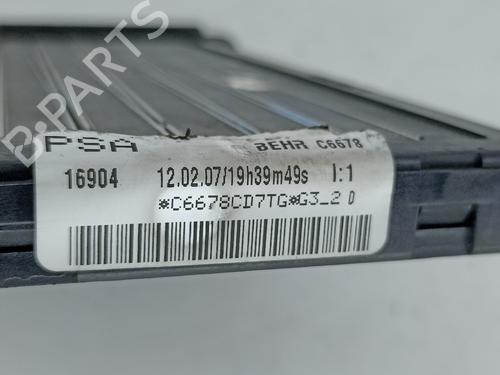 B-PARTS
PSA BEHR C6678
16904 12.02.07/19h39m49s I:1
*C6678CD7TG*G3_2 D